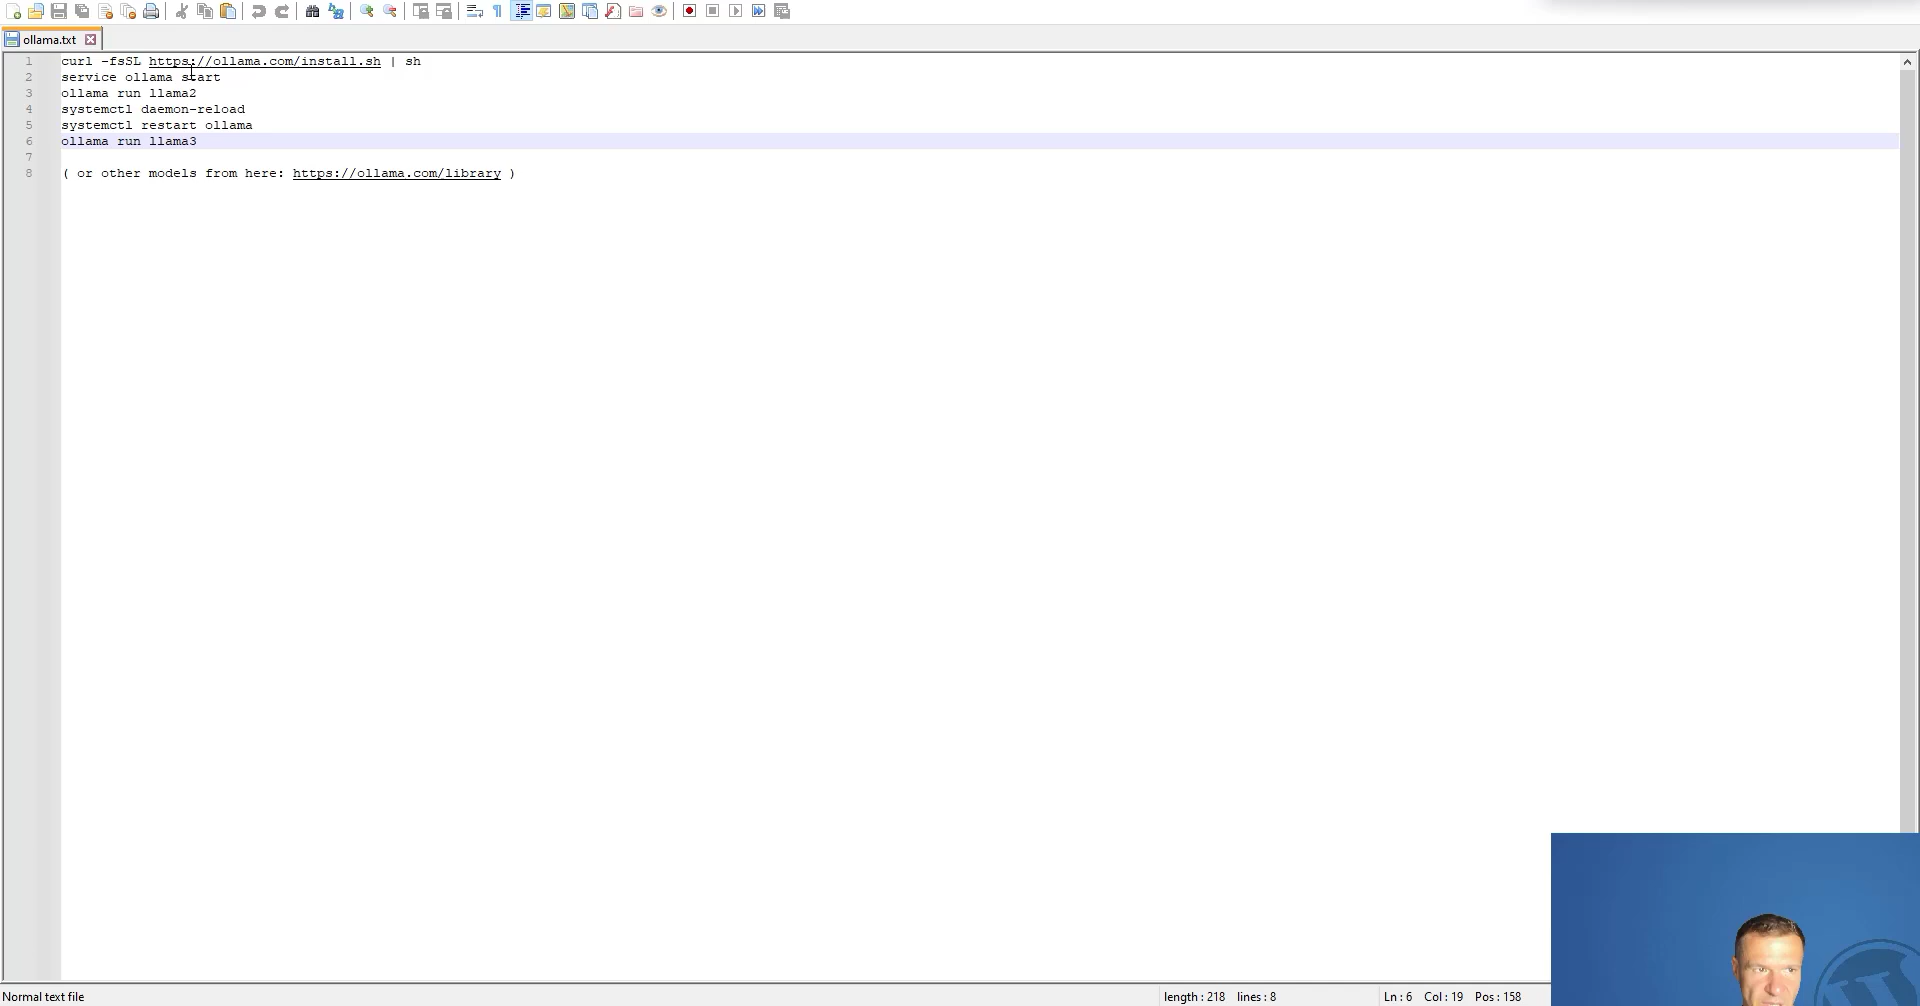 ollama.txt
1 curl -fsSL https://ollama.com/install.sh | sh
2 service ollama start
3 ollama run llama2
4 systemctl daemon-reload
5 systemctl restart ollama
6 ollama run llama3
7
8 ( or other models from here: https://ollama.com/library )
Normal text file length : 218 lines : 8 Ln : 6 Col : 19 Pos : 158